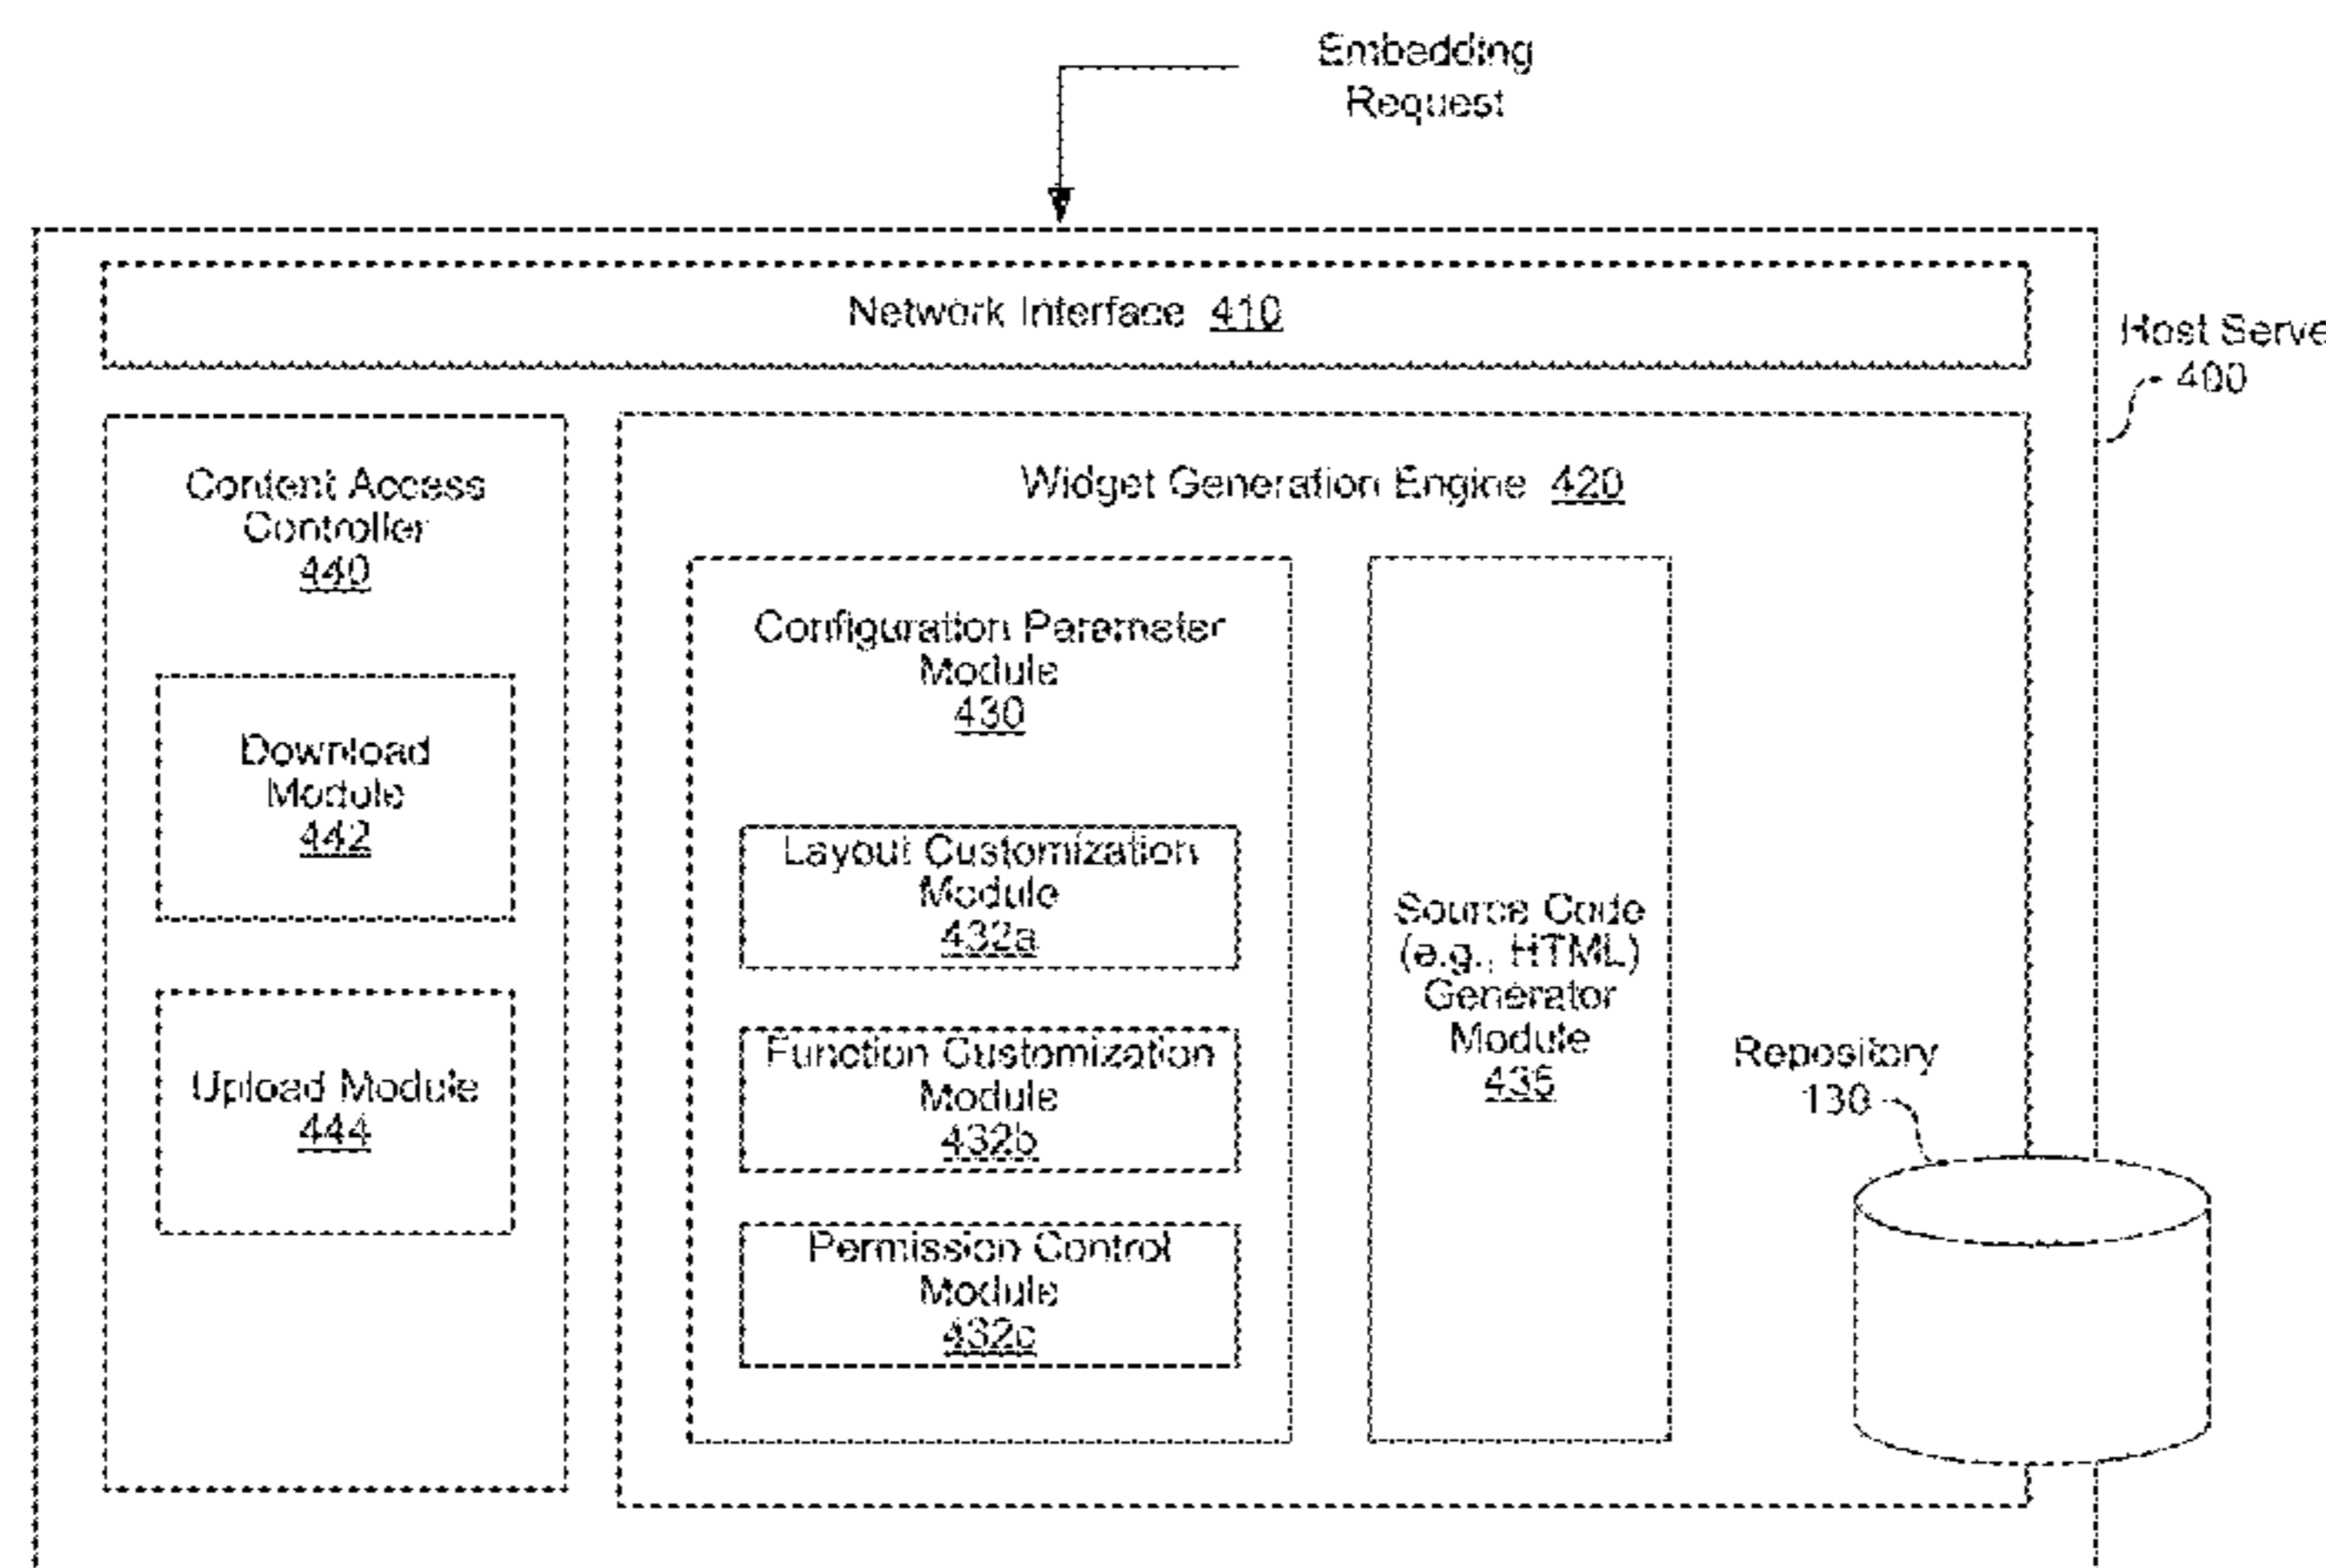 Embedding
Request
Network Interface 410
Host Serve
400
Content Access
Controller
440
Download
Module
442
Upload Module
444
Widget Generation Engine 420
Configuration Parameter
Module
430
Layout Customization
Module
432a
Function Customization
Module
432b
Permission Control
Module
432c
Source Code
(e.g., HTML)
Generator
Module
435
Repository
130